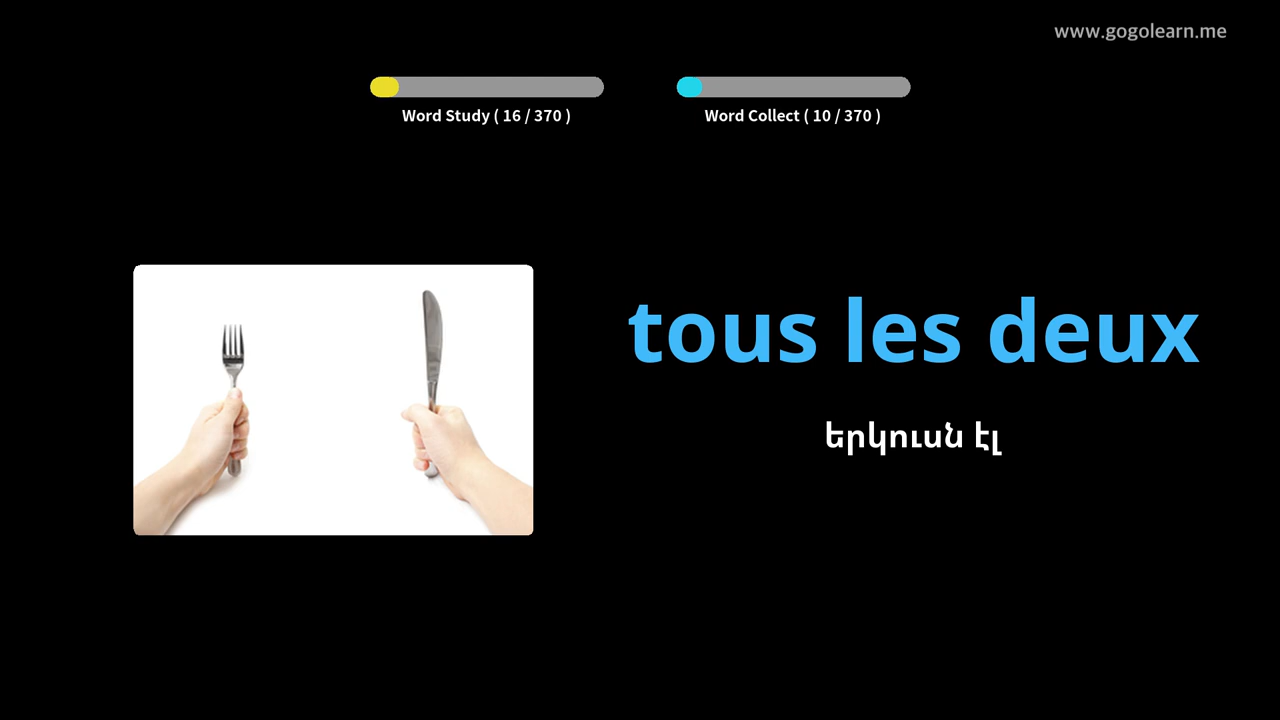 www.gogolearn.me
Word Study ( 16 / 370 )
Word Collect ( 10 / 370 )
tous les deux
երկուսն էլ